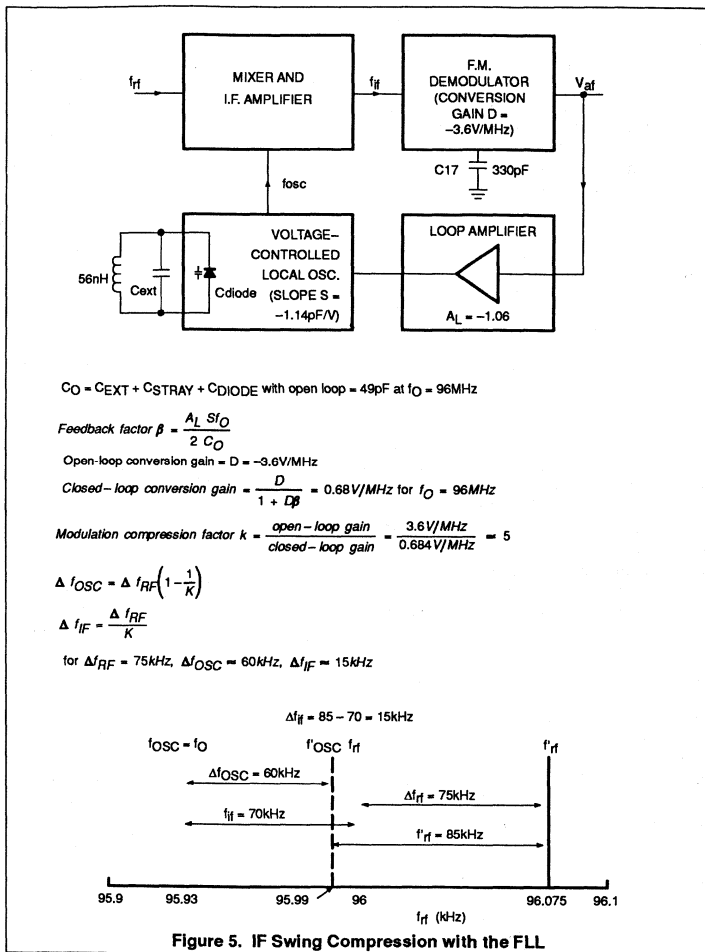 MIXER AND
I.F. AMPLIFIER
F.M.
DEMODULATOR
(CONVERSION
GAIN D =
–3.6V/MHz)
frf
fif
Vaf
C17
330pF
fosc
56nH
Cext
Cdiode
VOLTAGE–
CONTROLLED
LOCAL OSC.
(SLOPE S =
–1.14pF/V)
LOOP AMPLIFIER
AL = –1.06
CO = CEXT + CSTRAY + CDIODE with open loop = 49pF at fO = 96MHz
Feedback factor β = AL SfO / 2 CO
Open-loop conversion gain = D = –3.6V/MHz
Closed–loop conversion gain = D / 1 + Dβ = 0.68V/MHz for fO = 96MHz
Modulation compression factor k = open–loop gain / closed–loop gain = 3.6V/MHz / 0.684V/MHz ≈ 5
Δ fOSC = Δ fRF(1–1/K)
Δ fIF = Δ fRF / K
for ΔfRF = 75kHz, ΔfOSC ≈ 60kHz, ΔfIF ≈ 15kHz
Δfif = 85 – 70 = 15kHz
fOSC = fO
f'OSC frf
f'rf
ΔfOSC = 60kHz
Δfrf = 75kHz
fif = 70kHz
f'rf = 85kHz
95.9
95.93
95.99
96
96.075
96.1
frf (kHz)
Figure 5. IF Swing Compression with the FLL